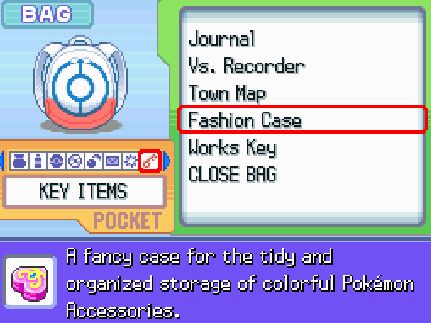 BAG
Journal
Vs. Recorder
Town Map
Fashion Case
Works Key
CLOSE BAG
KEY ITEMS
POCKET
A fancy case for the tidy and
organized storage of colorful Pokémon
Accessories.